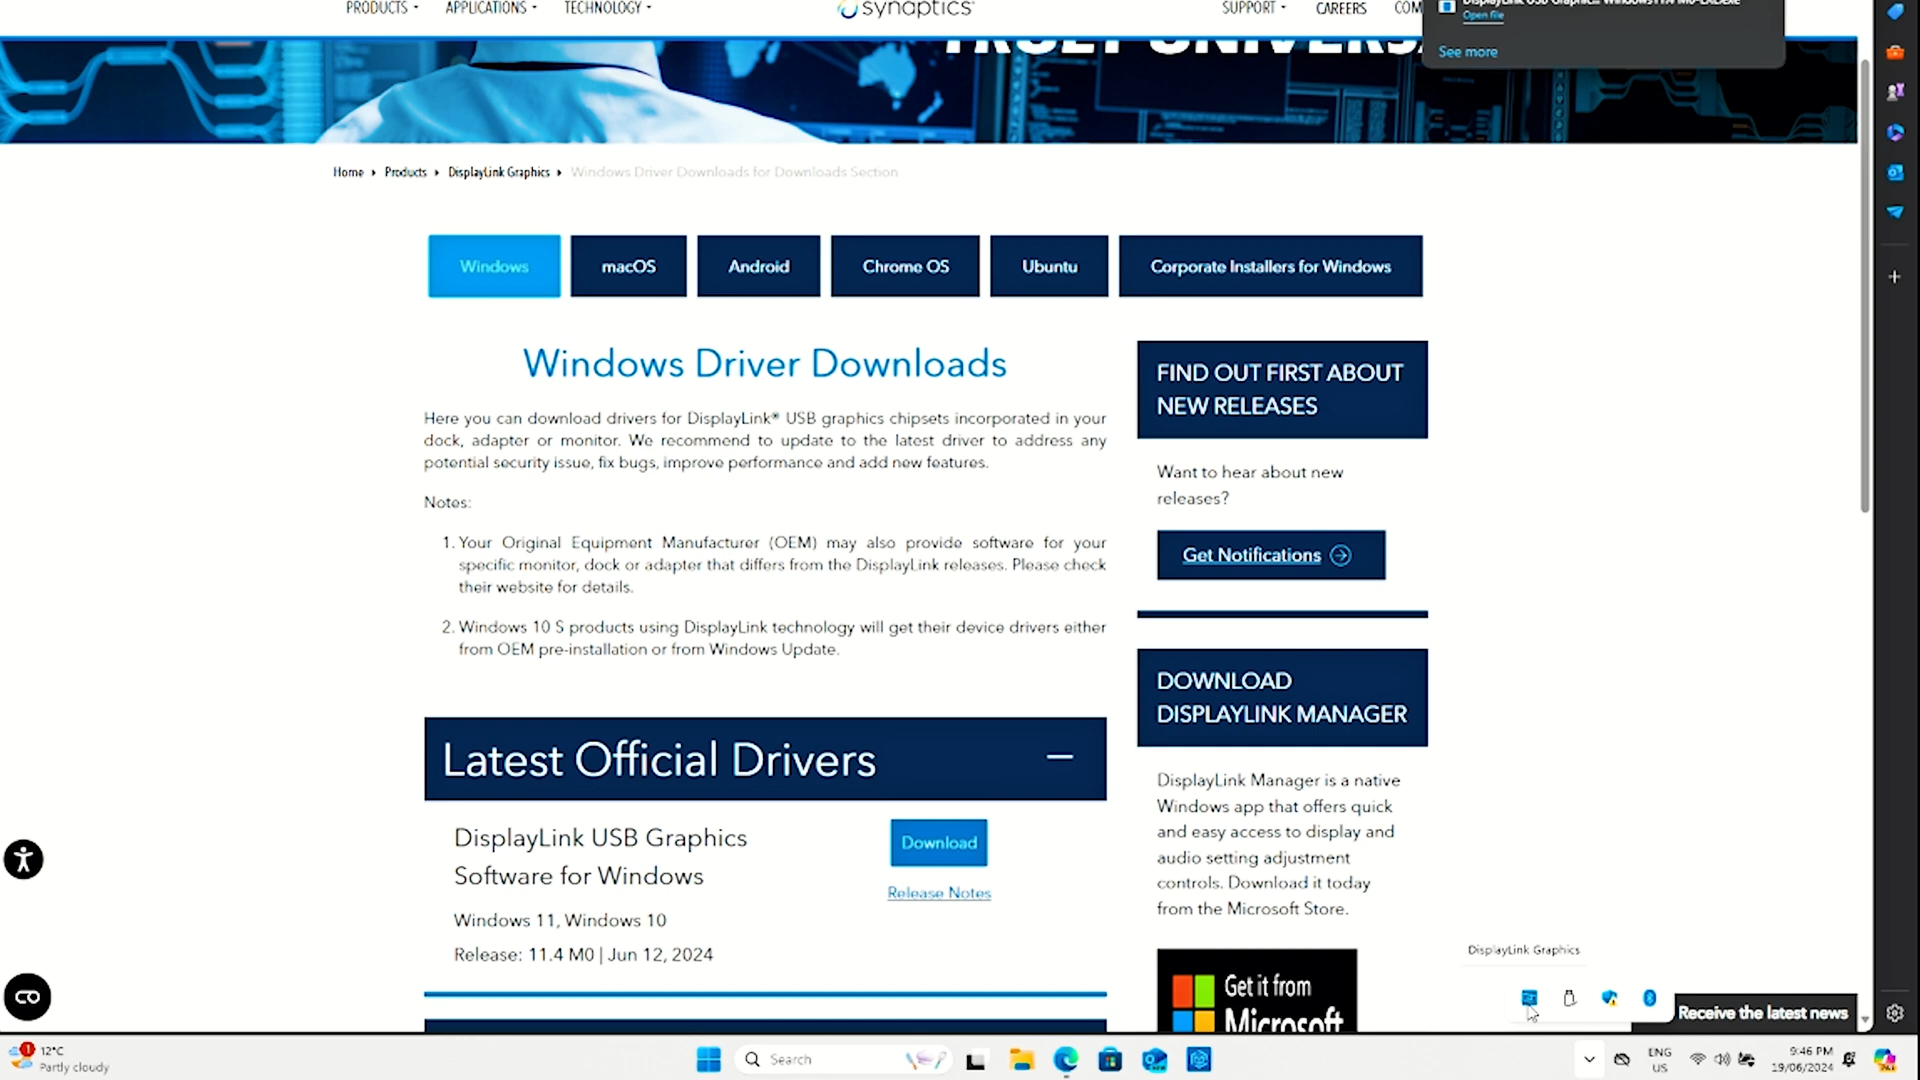 PRODUCTS
APPLICATIONS
TECHNOLOGY
synaptics
SUPPORT
CAREERS
COM
DisplayLink USB Graphic...
Open file
See more
Home
Products
DisplayLink Graphics
Windows Driver Downloads for Downloads Section
Windows
macOS
Android
Chrome OS
Ubuntu
Corporate Installers for Windows
Windows Driver Downloads
Here you can download drivers for DisplayLink® USB graphics chipsets incorporated in your
dock, adapter or monitor. We recommend to update to the latest driver to address any
potential security issue, fix bugs, improve performance and add new features.
Notes:
1. Your Original Equipment Manufacturer (OEM) may also provide software for your
specific monitor, dock or adapter that differs from the DisplayLink releases. Please check
their website for details.
2. Windows 10 S products using DisplayLink technology will get their device drivers either
from OEM pre-installation or from Windows Update.
Latest Official Drivers
DisplayLink USB Graphics
Software for Windows
Windows 11, Windows 10
Release: 11.4 M0 | Jun 12, 2024
Download
Release Notes
FIND OUT FIRST ABOUT
NEW RELEASES
Want to hear about new
releases?
Get Notifications
DOWNLOAD
DISPLAYLINK MANAGER
DisplayLink Manager is a native
Windows app that offers quick
and easy access to display and
audio setting adjustment
controls. Download it today
from the Microsoft Store.
Get it from
Microsoft
DisplayLink Graphics
Receive the latest news
1
12°C
Partly cloudy
Search
ENG
US
9:46 PM
19/06/2024